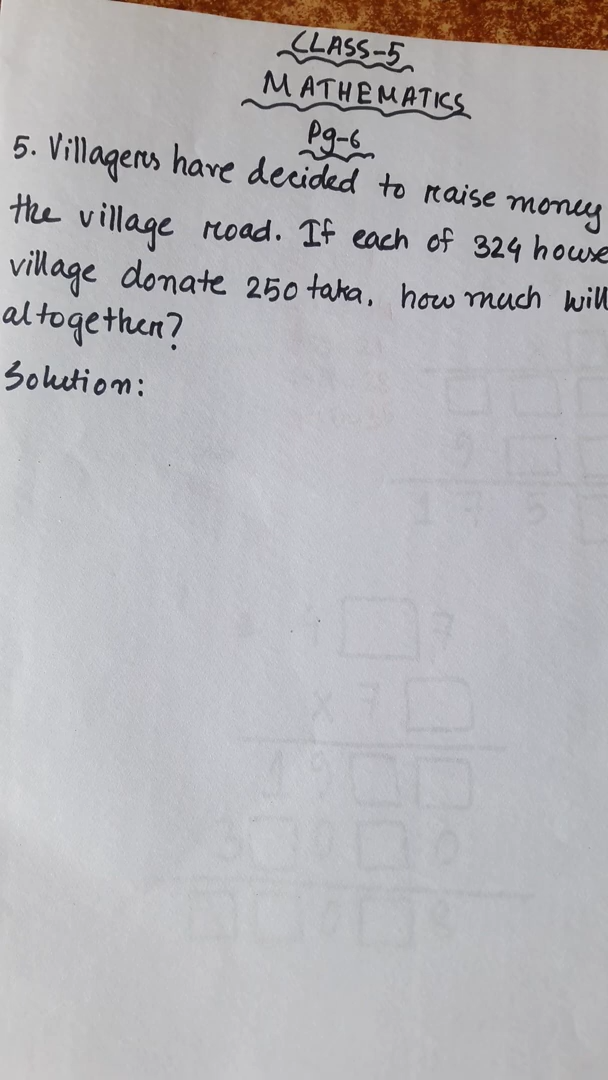 CLASS-5
MATHEMATICS
Pg-6
5. Villagers have decided to raise money
the village road. If each of 324 house
village donate 250 taka, how much will
altogether?
Solution: